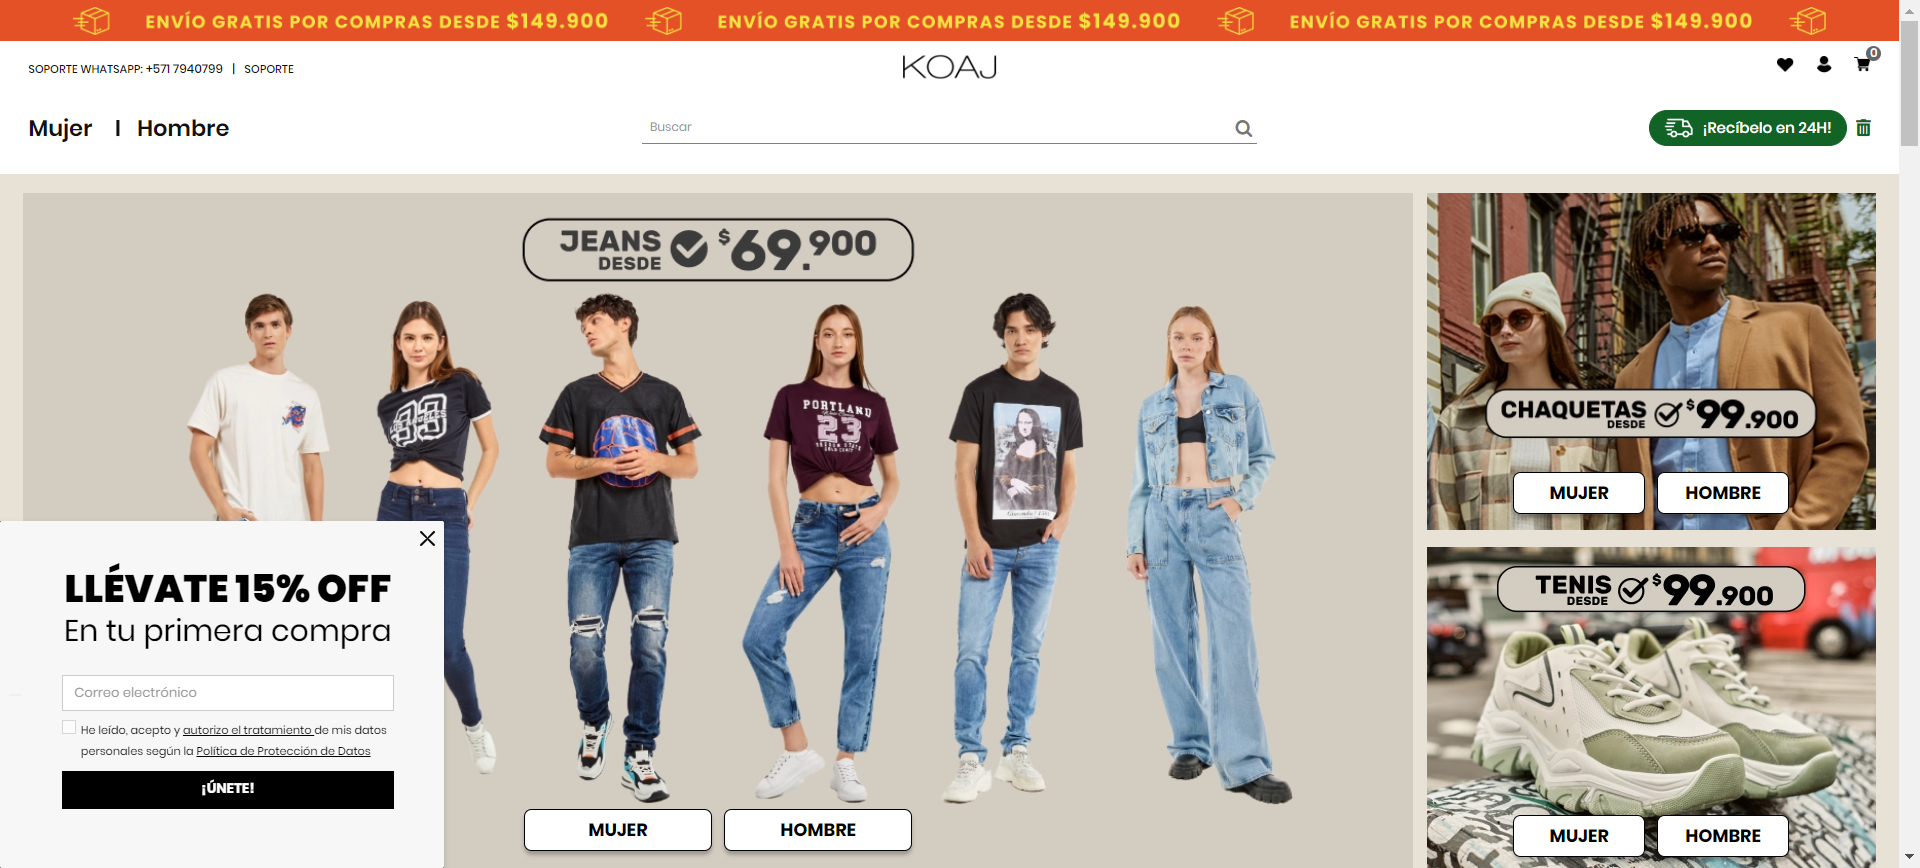 ENVÍO GRATIS POR COMPRAS DESDE $149.900 ENVÍO GRATIS POR COMPRAS DESDE $149.900 ENVÍO GRATIS POR COMPRAS DESDE $149.900
SOPORTE WHATSAPP: +571 7940799 | SOPORTE
KOAJ
0
Mujer | Hombre
Buscar
¡Recíbelo en 24H!
JEANS DESDE $69.900
PORTLAND
23
MUJER HOMBRE
CHAQUETAS DESDE $99.900
MUJER HOMBRE
TENIS DESDE $99.900
MUJER HOMBRE
LLÉVATE 15% OFF
En tu primera compra
Correo electrónico
He leído, acepto y autorizo el tratamiento de mis datos
personales según la Política de Protección de Datos
¡ÚNETE!